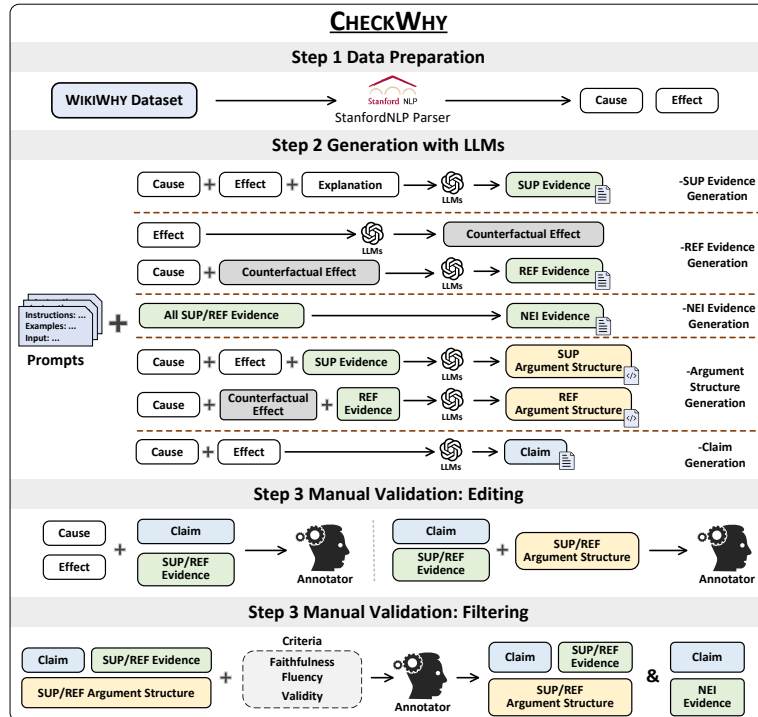 CHECKWHY
Step 1 Data Preparation
WIKIWHY Dataset
Stanford NLP
StanfordNLP Parser
Cause
Effect
Step 2 Generation with LLMs
Cause + Effect + Explanation
LLMs
SUP Evidence
-SUP Evidence
Generation
Effect
LLMs
Counterfactual Effect
Cause + Counterfactual Effect
LLMs
REF Evidence
-REF Evidence
Generation
Instructions: ...
Examples: ...
Input: ...
Prompts
+
All SUP/REF Evidence
NEI Evidence
-NEI Evidence
Generation
Cause + Effect + SUP Evidence
LLMs
SUP
Argument Structure
</>
Cause + Counterfactual
Effect + REF
Evidence
LLMs
REF
Argument Structure
</>
-Argument
Structure
Generation
Cause + Effect
LLMs
Claim
-Claim
Generation
Step 3 Manual Validation: Editing
Cause
Effect
+
Claim
SUP/REF
Evidence
Annotator
Claim
SUP/REF
Evidence
+
SUP/REF
Argument Structure
Annotator
Step 3 Manual Validation: Filtering
Claim
SUP/REF Evidence
SUP/REF Argument Structure
+
Criteria
Faithfulness
Fluency
Validity
Annotator
Claim
SUP/REF
Evidence
SUP/REF
Argument Structure
&
Claim
NEI
Evidence